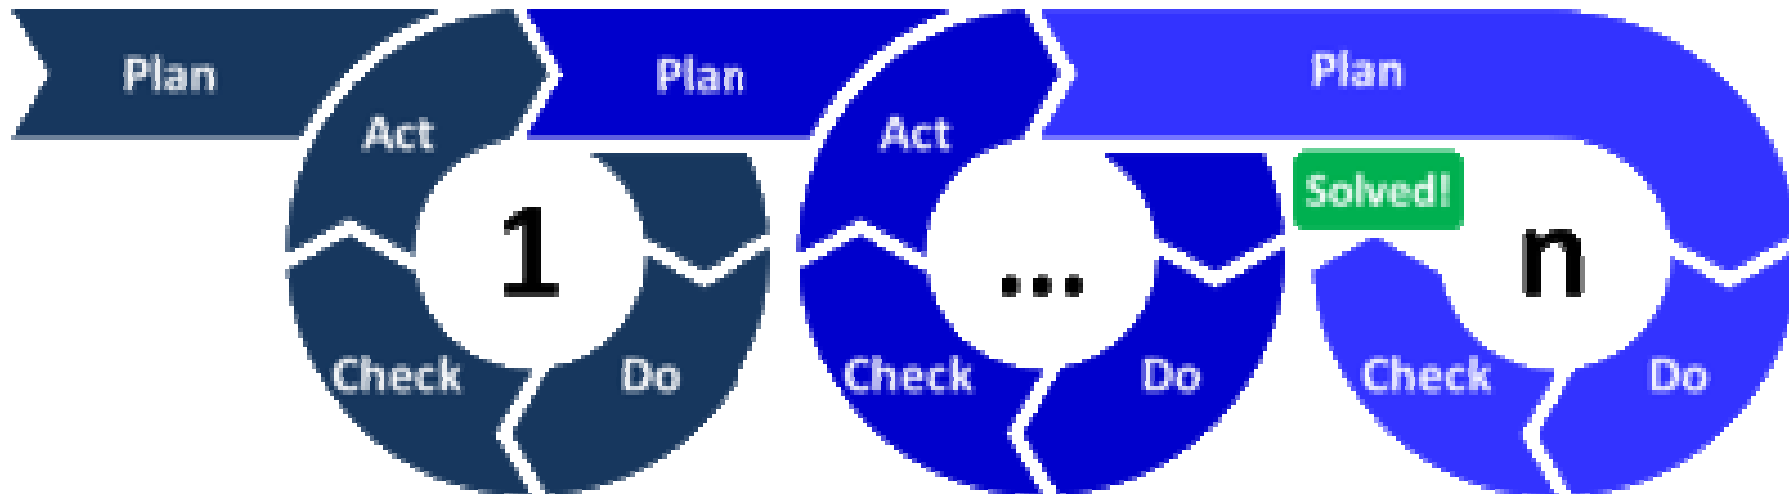 Plan
Act
1
Check
Do
Plan
Act
...
Check
Do
Plan
Solved!
n
Check
Do